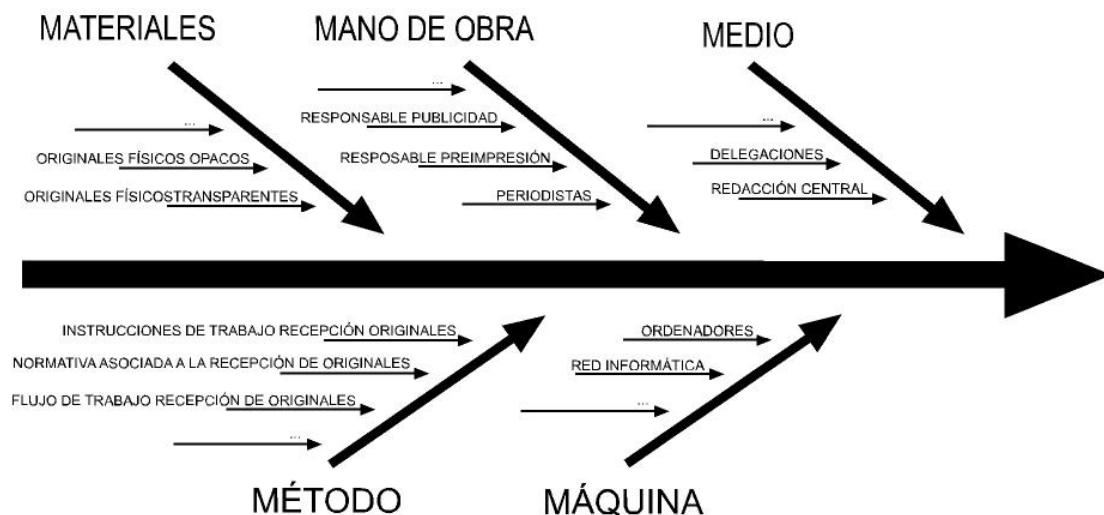 MATERIALES
MANO DE OBRA
MEDIO
...
RESPONSABLE PUBLICIDAD
...
ORIGINALES FÍSICOS OPACOS
RESPOSABLE PREIMPRESIÓN
DELEGACIONES
ORIGINALES FÍSICOSTRANSPARENTES
PERIODISTAS
REDACCIÓN CENTRAL
...
INSTRUCCIONES DE TRABAJO RECEPCIÓN ORIGINALES
ORDENADORES
NORMATIVA ASOCIADA A LA RECEPCIÓN DE ORIGINALES
RED INFORMÁTICA
FLUJO DE TRABAJO RECEPCIÓN DE ORIGINALES
...
...
MÉTODO
MÁQUINA